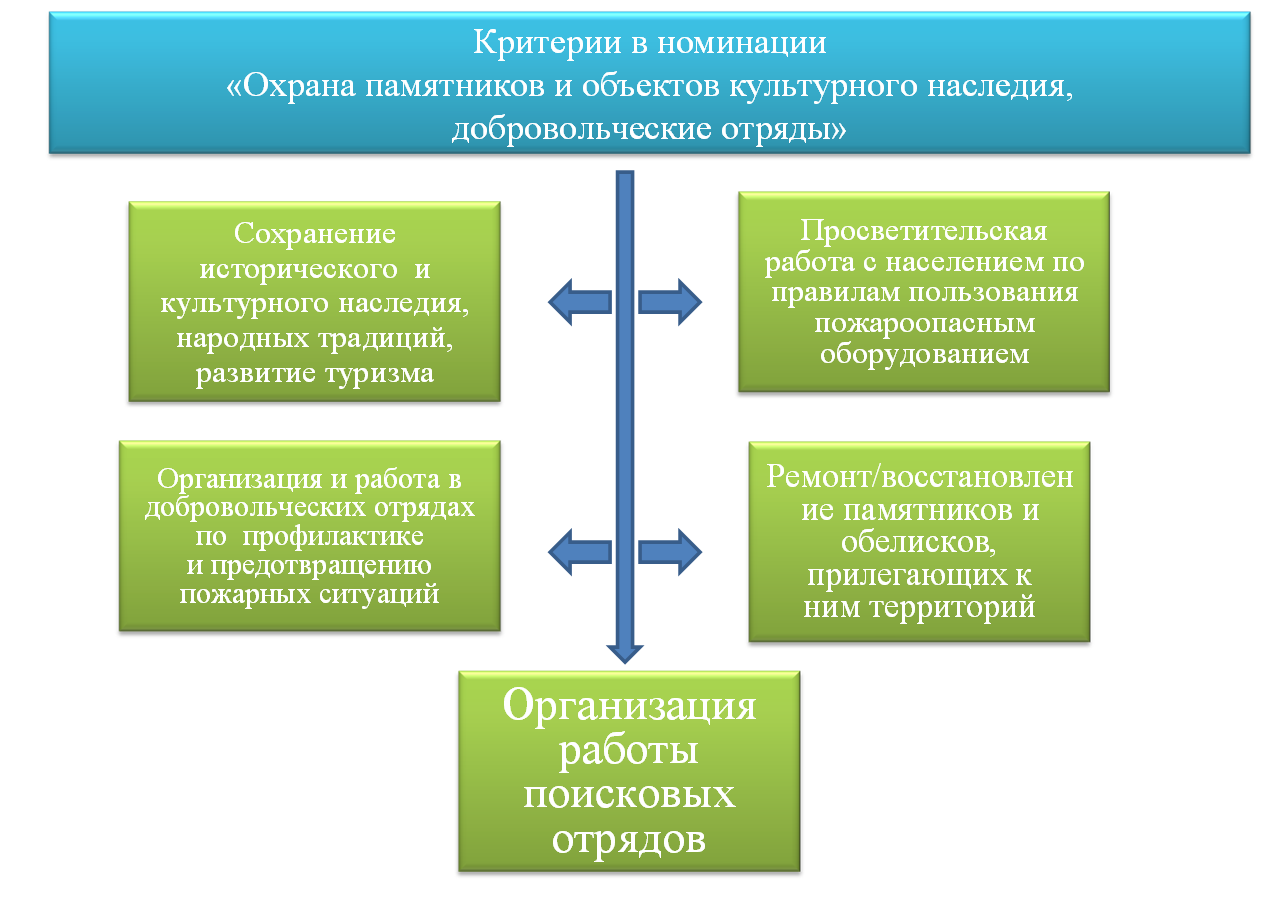 Критерии в номинации
«Охрана памятников и объектов культурного наследия,
добровольческие отряды»
Сохранение
исторического и
культурного наследия,
народных традиций,
развитие туризма
Просветительская
работа с населением по
правилам пользования
пожароопасным
оборудованием
Организация и работа в
добровольческих отрядах
по профилактике
и предотвращению
пожарных ситуаций
Ремонт/восстановлен
ие памятников и
обелисков,
прилегающих к
ним территорий
Организация
работы
поисковых
отрядов